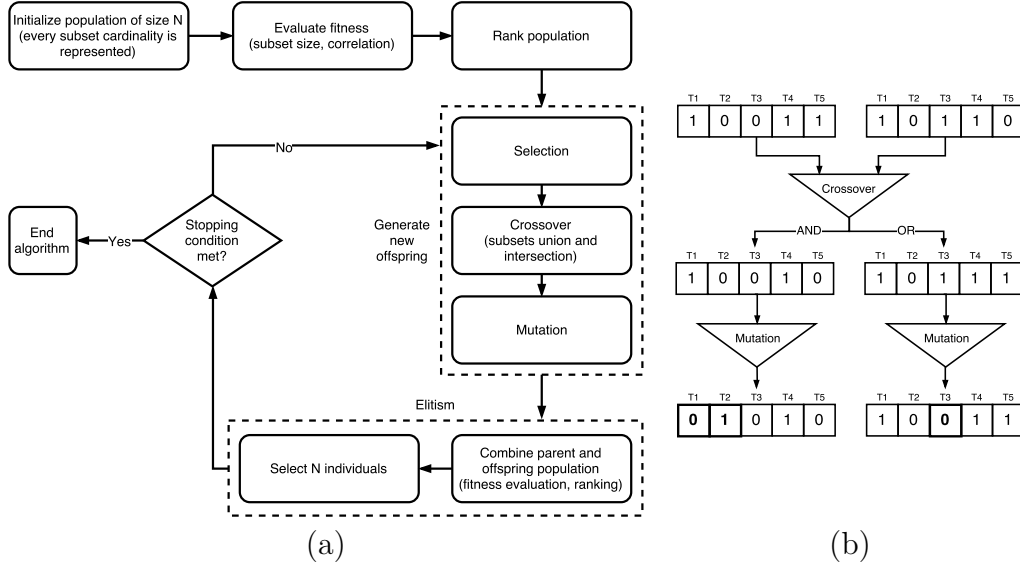 Initialize population of size N
(every subset cardinality is
represented)
Evaluate fitness
(subset size, correlation)
Rank population
Selection
Crossover
(subsets union and
intersection)
Mutation
Generate
new
offspring
No
Stopping
condition
met?
Yes
End
algorithm
Elitism
Combine parent and
offspring population
(fitness evaluation, ranking)
Select N individuals
(a)
T1 T2 T3 T4 T5
1 0 0 1 1
T1 T2 T3 T4 T5
1 0 1 1 0
Crossover
AND
OR
T1 T2 T3 T4 T5
1 0 0 1 0
T1 T2 T3 T4 T5
1 0 1 1 1
Mutation
Mutation
T1 T2 T3 T4 T5
0 1 0 1 0
T1 T2 T3 T4 T5
1 0 0 1 1
(b)